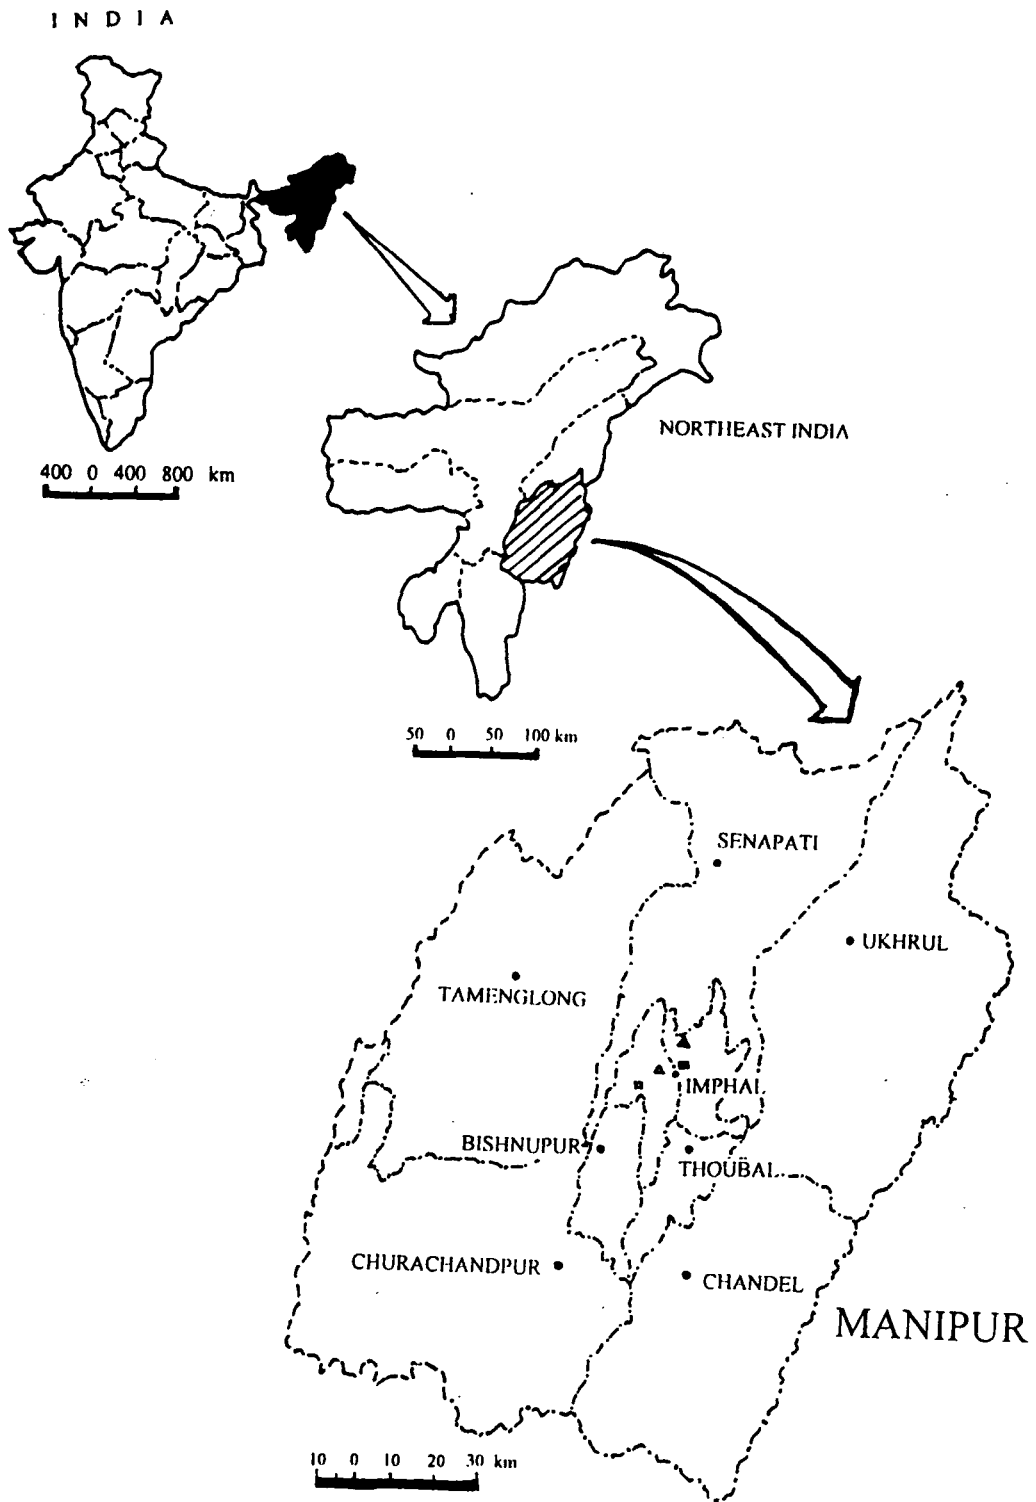 INDIA
400 0 400 800 km
NORTHEAST INDIA
50 0 50 100 km
SENAPATI
UKHRUL
TAMENGLONG
IMPHAL
BISHNUPUR
THOUBAL
CHURACHANDPUR
CHANDEL
MANIPUR
10 0 10 20 30 km